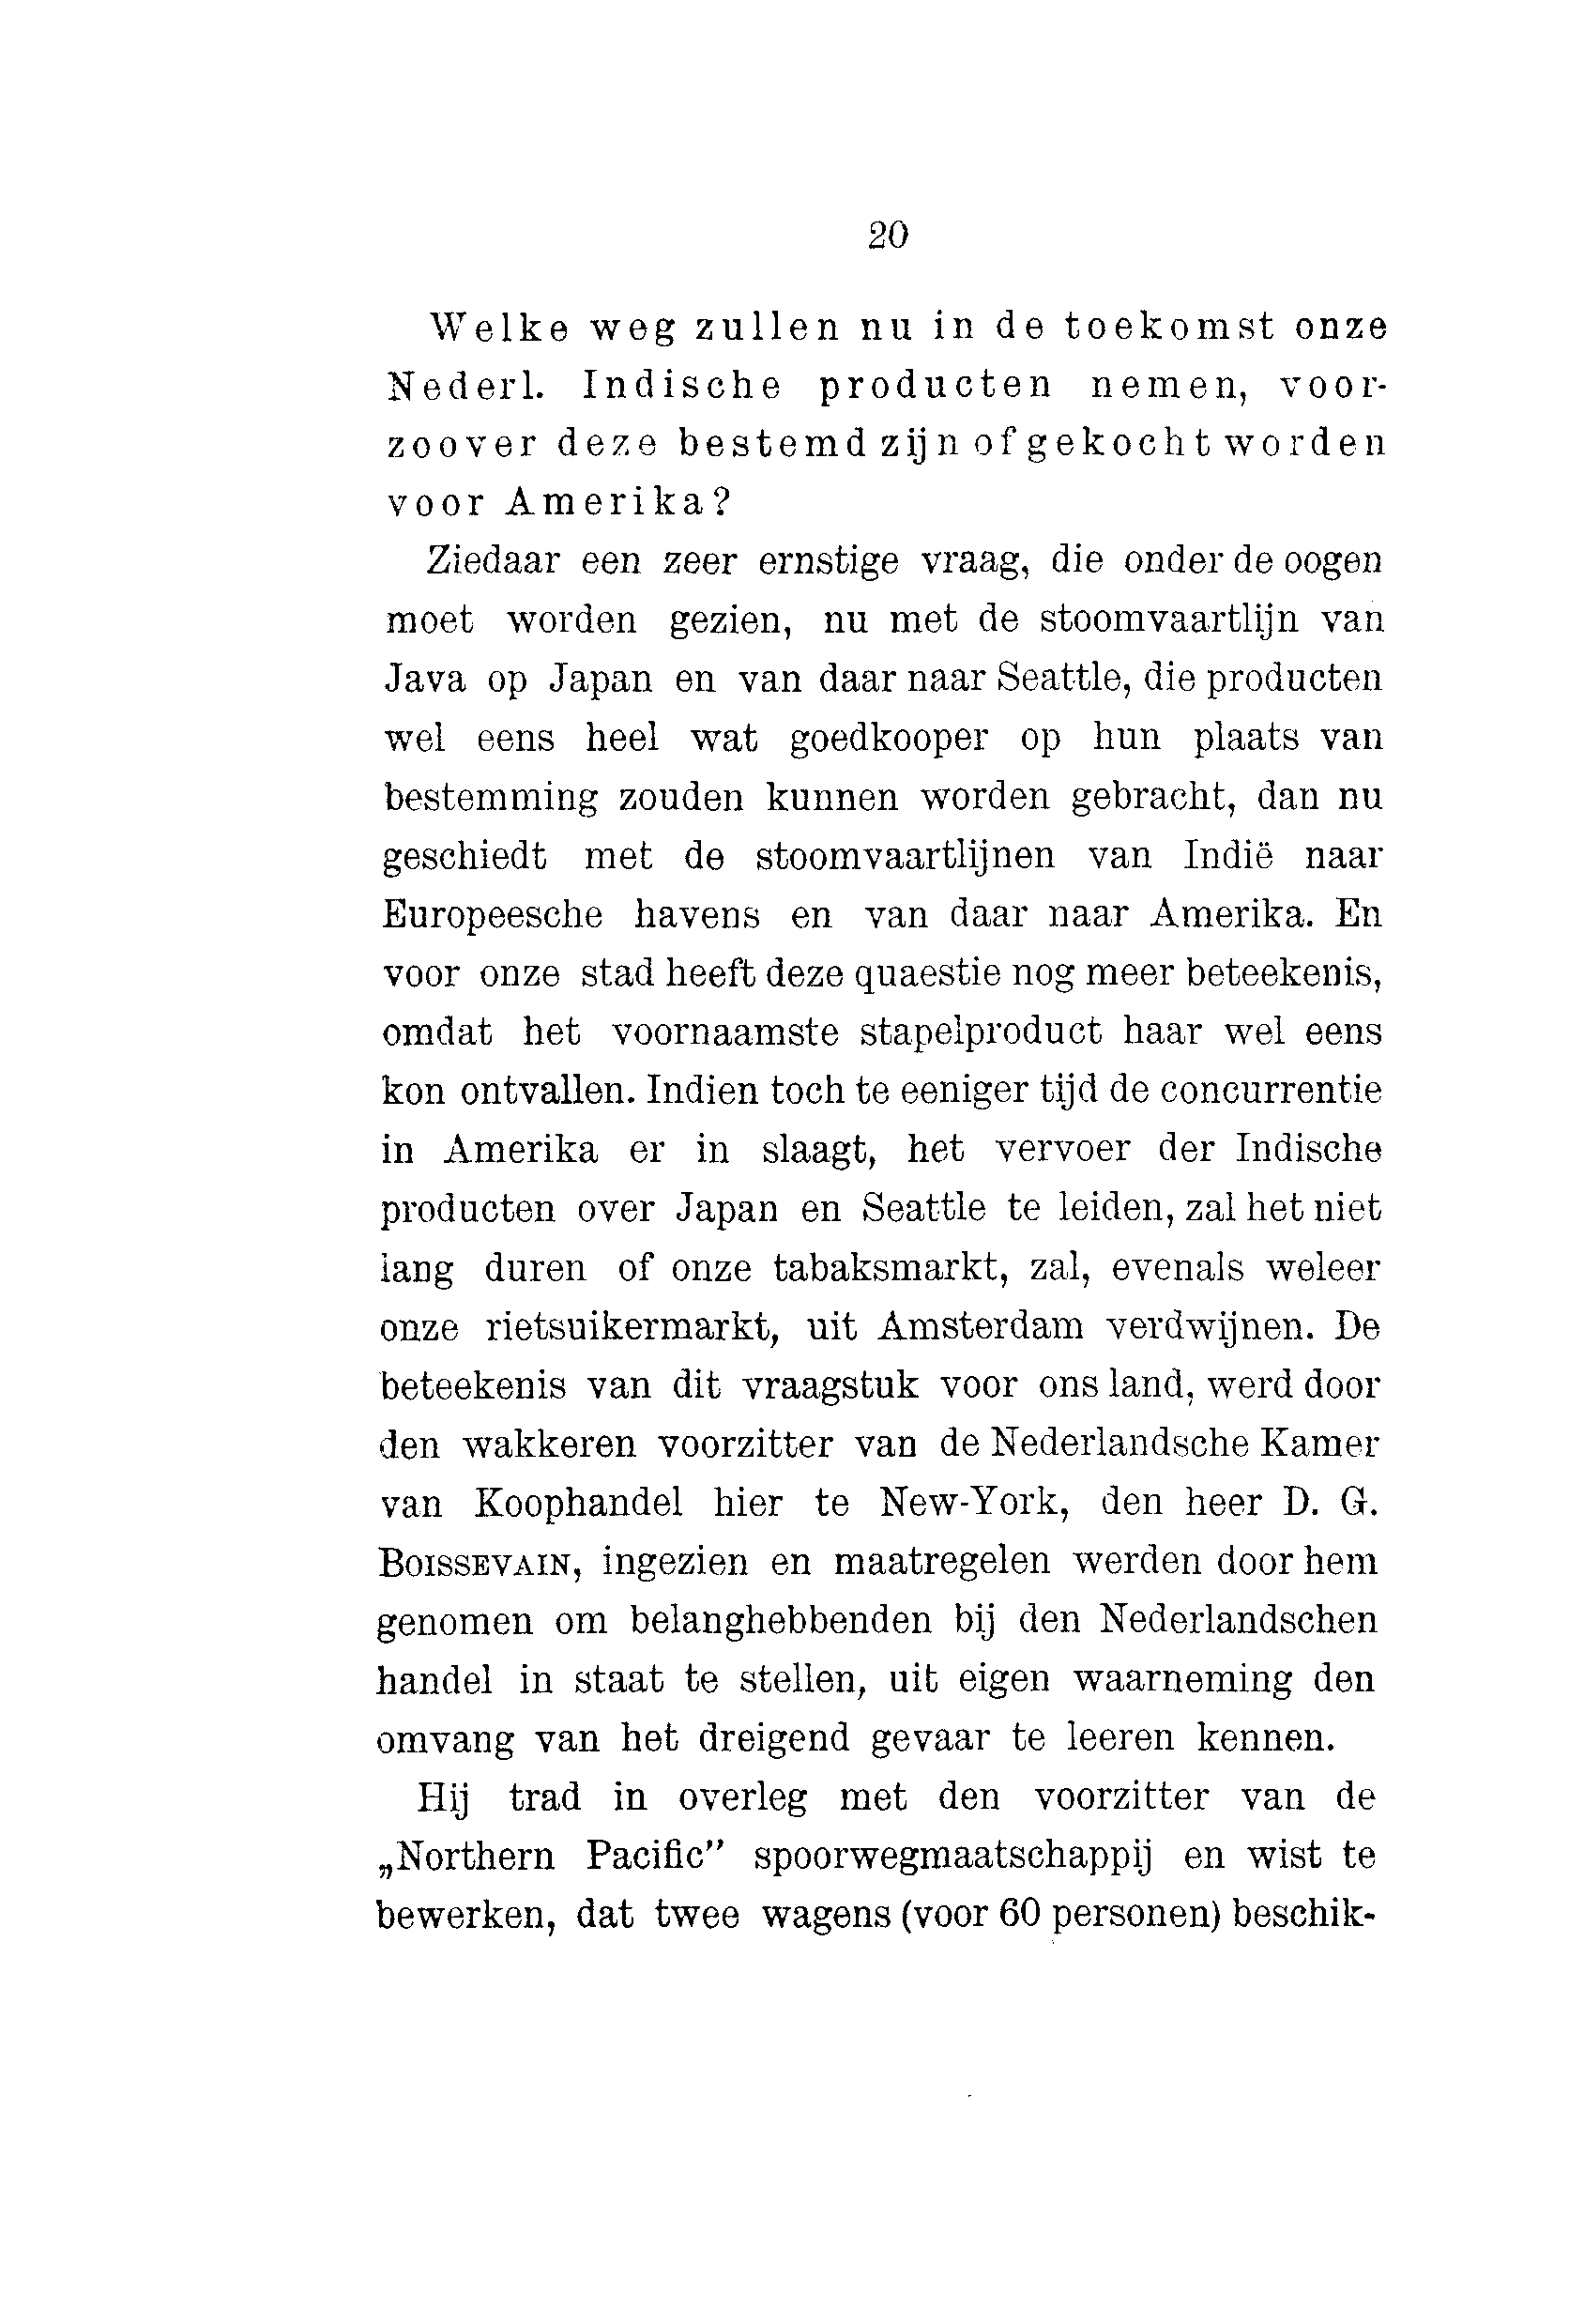 20
Welke weg zullen nu in de toekomst onze
Nederl. Indische producten nemen, voor-
zoover deze bestemd zijn of gekocht worden
voor Amerika?
Ziedaar een zeer ernstige vraag, die onder de oogen
moet worden gezien, nu met de stoomvaartlijn van
Java op Japan en van daar naar Seattle, die producten
wel eens heel wat goedkooper op hun plaats van
bestemming zouden kunnen worden gebracht, dan nu
geschiedt met de stoomvaartlijnen van Indië naar
Europeesche havens en van daar naar Amerika. En
voor onze stad heeft deze quaestie nog meer beteekenis,
omdat het voornaamste stapelproduct haar wel eens
kon ontvallen. Indien toch te eeniger tijd de concurrentie
in Amerika er in slaagt, het vervoer der Indische
producten over Japan en Seattle te leiden, zal het niet
lang duren of onze tabaksmarkt, zal, evenals weleer
onze rietsuikermarkt, uit Amsterdam verdwijnen. De
beteekenis van dit vraagstuk voor ons land, werd door
den wakkeren voorzitter van de Nederlandsche Kamer
van Koophandel hier te New-York, den heer D. G.
BOISSEVAIN, ingezien en maatregelen werden door hem
genomen om belanghebbenden bij den Nederlandschen
handel in staat te stellen, uit eigen waarneming den
omvang van het dreigend gevaar te leeren kennen.
Hij trad in overleg met den voorzitter van de
„Northern Pacific” spoorwegmaatschappij en wist te
bewerken, dat twee wagens (voor 60 personen) beschik-